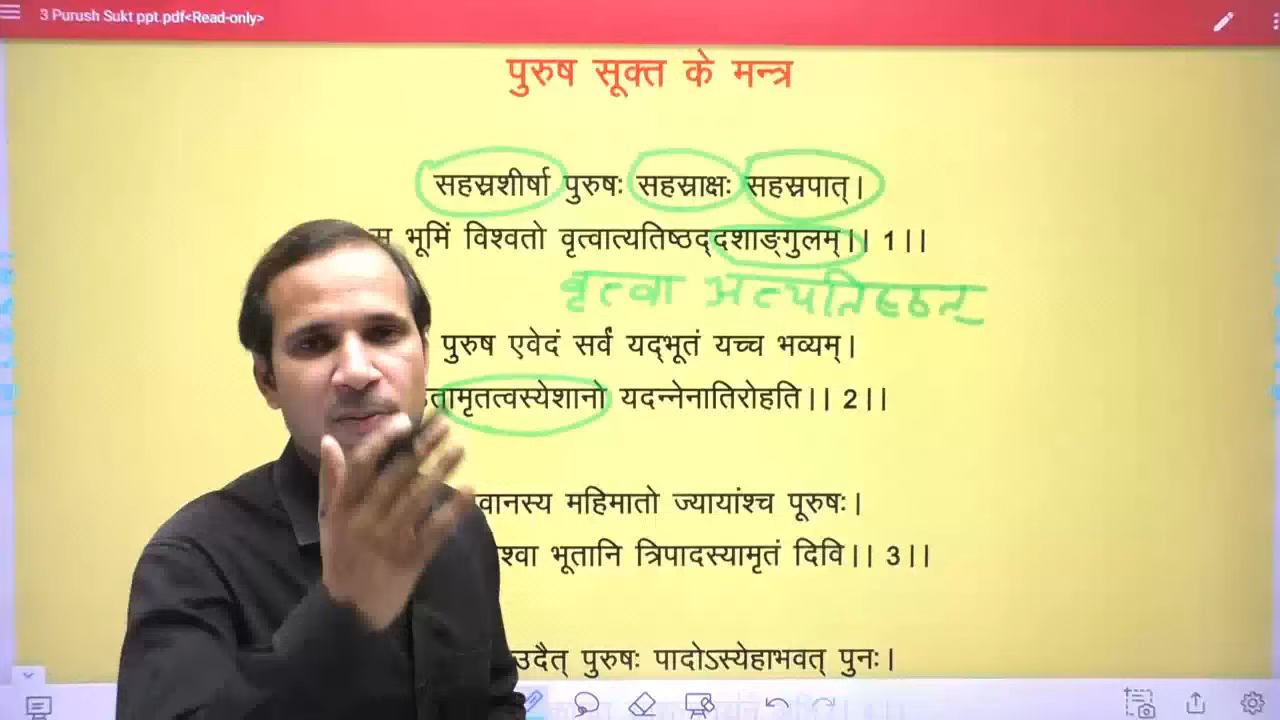 3 Purush Sukt ppt.pdf<Read-only>
पुरुष सूक्त के मन्त्र
सहस्रशीर्षा पुरुषः सहस्राक्षः सहस्रपात्।
भूमिं विश्वतो वृत्वात्यतिष्ठद्दशाङ्गुलम्।। 1।।
वृत्वा अत्यतिष्ठत्
पुरुष एवेदं सर्वं यद्भूतं यच्च भव्यम्।
तामृतत्वस्येशानो यदन्नेनातिरोहति।। 2।।
वानस्य महिमातो ज्यायांश्च पूरुषः।
श्वा भूतानि त्रिपादस्यामृतं दिवि।। 3।।
उदैत् पुरुषः पादोऽस्येहाभवत् पुनः।